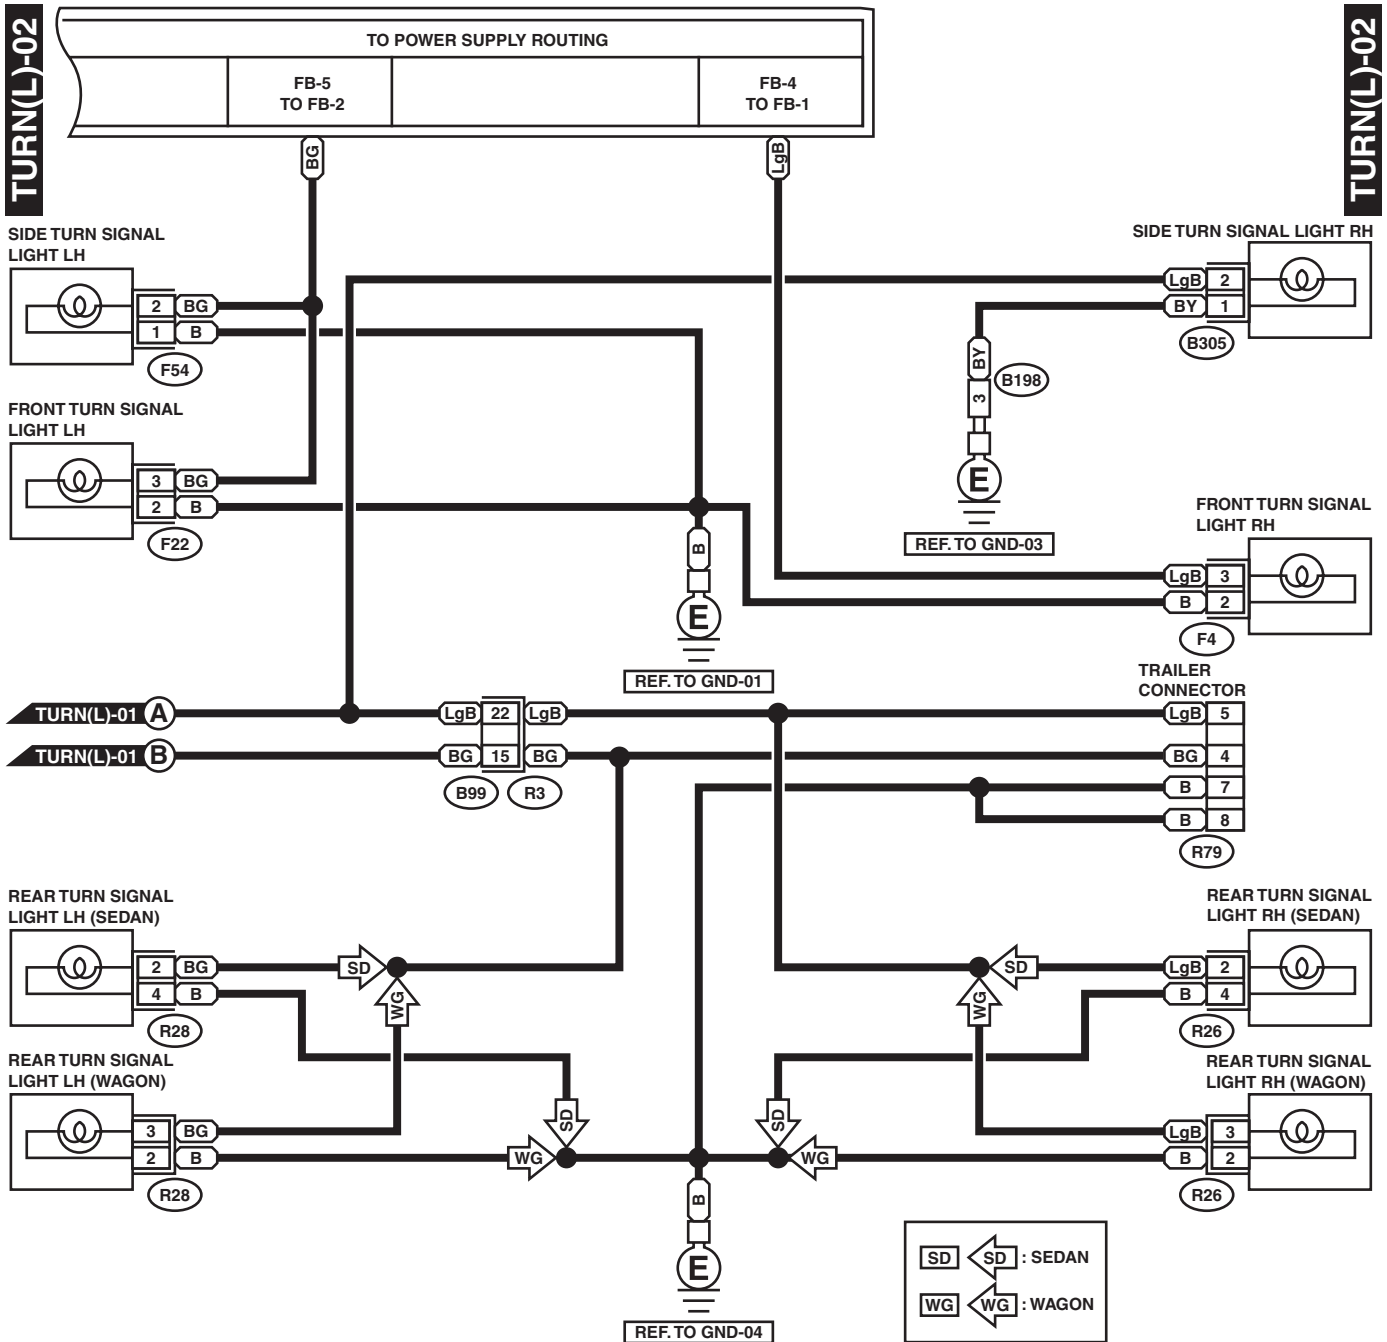 TURN(L)-02
TURN(L)-02
TO POWER SUPPLY ROUTING
FB-5
TO FB-2
FB-4
TO FB-1
BG
LgB
SIDE TURN SIGNAL
LIGHT LH
2 BG
1 B
F54
SIDE TURN SIGNAL LIGHT RH
LgB 2
BY 1
B305
BY
3
B198
E
REF. TO GND-03
FRONT TURN SIGNAL
LIGHT LH
3 BG
2 B
F22
B
E
REF. TO GND-01
FRONT TURN SIGNAL
LIGHT RH
LgB 3
B 2
F4
TURN(L)-01 A
TURN(L)-01 B
LgB 22 LgB
BG 15 BG
B99 R3
TRAILER
CONNECTOR
LgB 5
BG 4
B 7
B 8
R79
REAR TURN SIGNAL
LIGHT LH (SEDAN)
2 BG
4 B
R28
SD
WG
REAR TURN SIGNAL
LIGHT RH (SEDAN)
SD
LgB 2
B 4
R26
WG
REAR TURN SIGNAL
LIGHT LH (WAGON)
3 BG
2 B
R28
SD
WG
SD
WG
REAR TURN SIGNAL
LIGHT RH (WAGON)
LgB 3
B 2
R26
B
E
REF. TO GND-04
SD SD : SEDAN
WG WG : WAGON